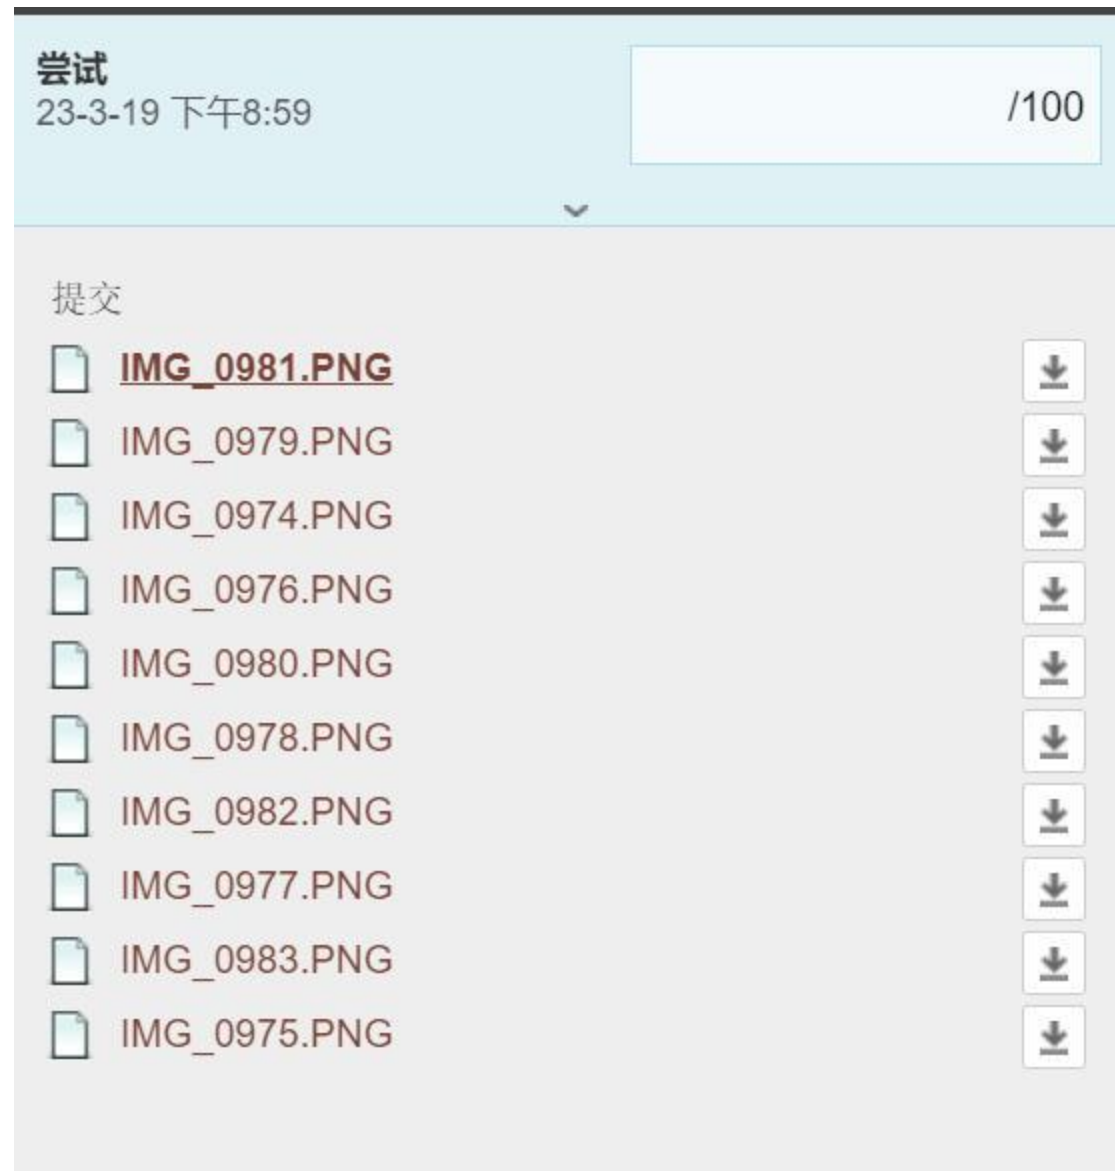 尝试
23-3-19 下午8:59
/100
提交
IMG_0981.PNG
IMG_0979.PNG
IMG_0974.PNG
IMG_0976.PNG
IMG_0980.PNG
IMG_0978.PNG
IMG_0982.PNG
IMG_0977.PNG
IMG_0983.PNG
IMG_0975.PNG